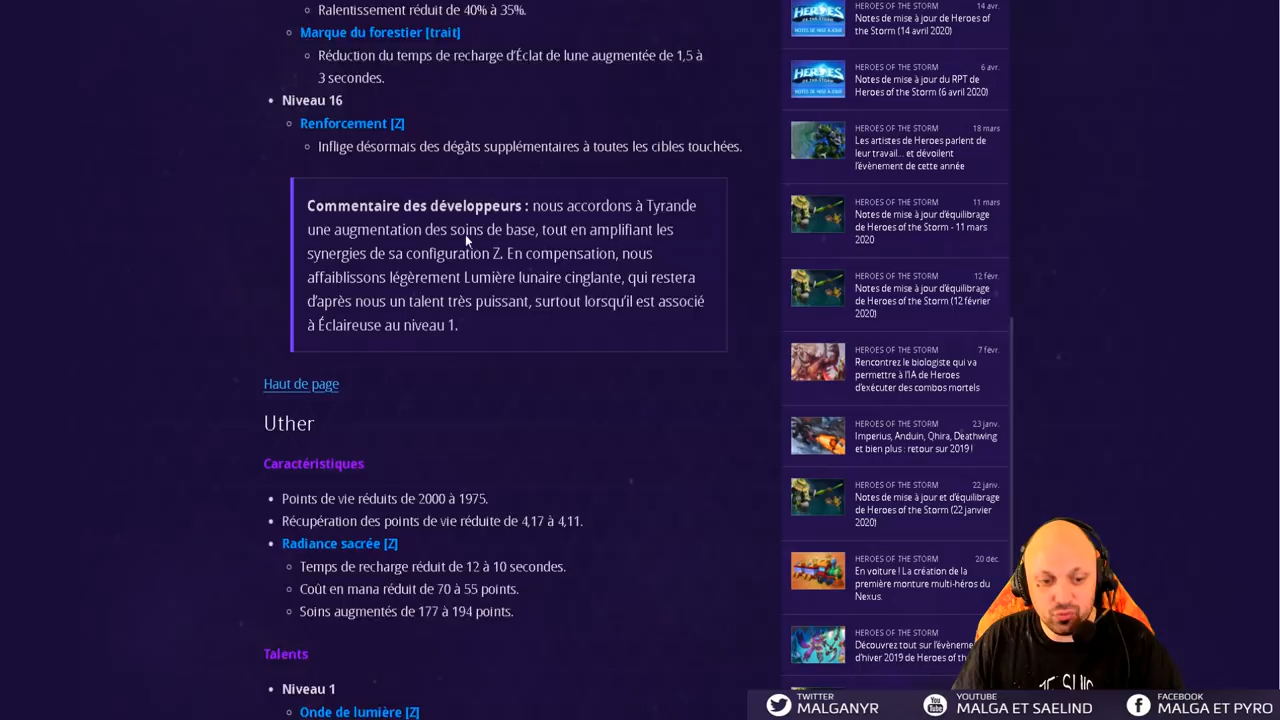 Ralentissement réduit de 40% à 35%.
Marque du forestier [trait]
Réduction du temps de recharge d'Éclat de lune augmentée de 1,5 à
3 secondes.
Niveau 16
Renforcement [Z]
Inflige désormais des dégâts supplémentaires à toutes les cibles touchées.
Commentaire des développeurs : nous accordons à Tyrande
une augmentation des soins de base, tout en amplifiant les
synergies de sa configuration Z. En compensation, nous
affaiblissons légèrement Lumière lunaire cinglante, qui restera
d'après nous un talent très puissant, surtout lorsqu'il est associé
à Éclaireuse au niveau 1.
Haut de page
Uther
Caractéristiques
Points de vie réduits de 2000 à 1975.
Récupération des points de vie réduite de 4,17 à 4,11.
Radiance sacrée [Z]
Temps de recharge réduit de 12 à 10 secondes.
Coût en mana réduit de 70 à 55 points.
Soins augmentés de 177 à 194 points.
Talents
Niveau 1
Onde de lumière [Z]
HEROES OF THE STORM 14 avr.
Notes de mise à jour de Heroes of
the Storm (14 avril 2020)
HEROES OF THE STORM 6 avr.
Notes de mise à jour du RPT de
Heroes of the Storm (6 avril 2020)
HEROES OF THE STORM 18 mars
Les artistes de Heroes parlent de
leur travail... et dévoilent
l'évènement de cette année
HEROES OF THE STORM 11 mars
Notes de mise à jour d'équilibrage
de Heroes of the Storm - 11 mars
2020
HEROES OF THE STORM 12 févr.
Notes de mise à jour d'équilibrage
de Heroes of the Storm (12 février
2020)
HEROES OF THE STORM 7 févr.
Rencontrez le biologiste qui va
permettre à l'IA de Heroes
d'exécuter des combos mortels
HEROES OF THE STORM 23 janv.
Imperius, Anduin, Qhira, Deathwing
et bien plus : retour sur 2019 !
HEROES OF THE STORM 22 janv.
Notes de mise à jour et d'équilibrage
de Heroes of the Storm (22 janvier
2020)
HEROES OF THE STORM 20 déc.
En voiture ! La création de la
première monture multi-héros du
Nexus.
HEROES OF THE STORM
Découvrez tout sur l'évènem
d'hiver 2019 de Heroes of th
TWITTER
MALGANYR
YOUTUBE
MALGA ET SAELIND
FACEBOOK
MALGA ET PYRO